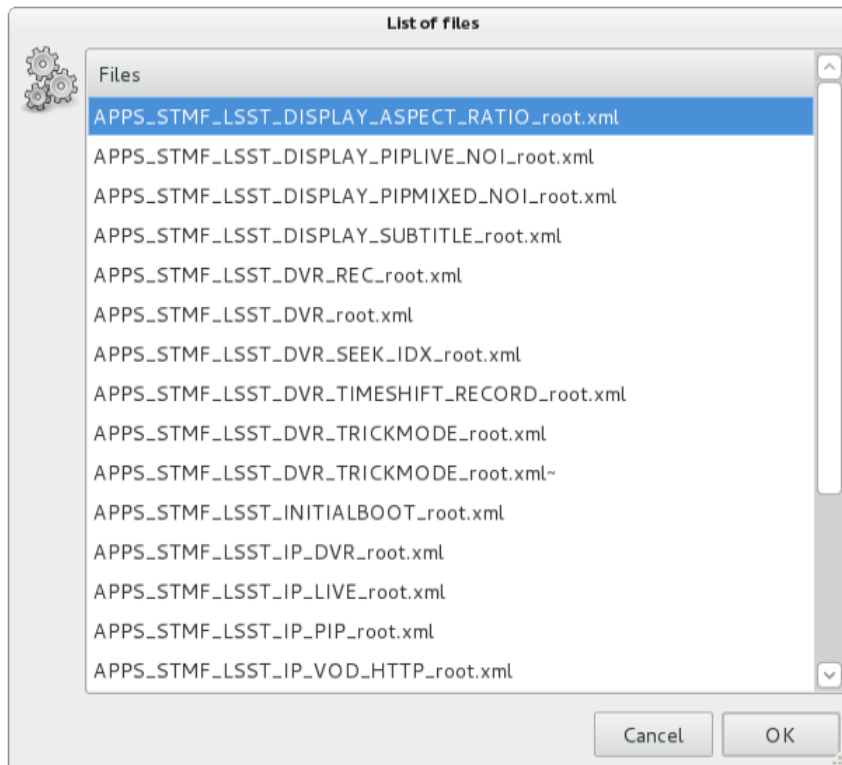 List of files
Files
APPS_STMF_LSST_DISPLAY_ASPECT_RATIO_root.xml
APPS_STMF_LSST_DISPLAY_PIPLIVE_NOI_root.xml
APPS_STMF_LSST_DISPLAY_PIPMIXED_NOI_root.xml
APPS_STMF_LSST_DISPLAY_SUBTITLE_root.xml
APPS_STMF_LSST_DVR_REC_root.xml
APPS_STMF_LSST_DVR_root.xml
APPS_STMF_LSST_DVR_SEEK_IDX_root.xml
APPS_STMF_LSST_DVR_TIMESHIFT_RECORD_root.xml
APPS_STMF_LSST_DVR_TRICKMODE_root.xml
APPS_STMF_LSST_DVR_TRICKMODE_root.xml~
APPS_STMF_LSST_INITIALBOOT_root.xml
APPS_STMF_LSST_IP_DVR_root.xml
APPS_STMF_LSST_IP_LIVE_root.xml
APPS_STMF_LSST_IP_PIP_root.xml
APPS_STMF_LSST_IP_VOD_HTTP_root.xml
Cancel OK